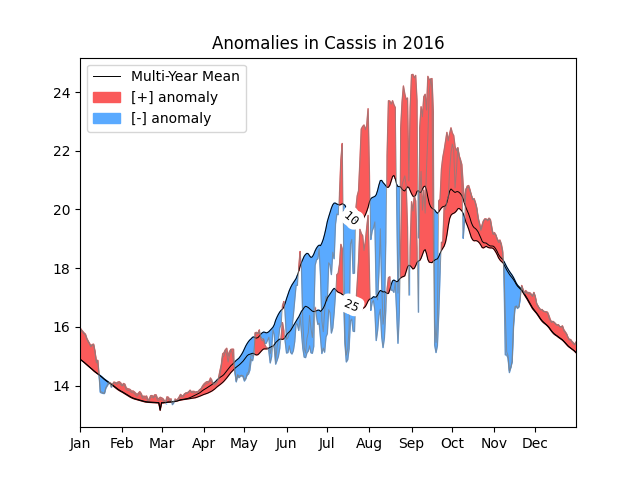 Anomalies in Cassis in 2016
Multi-Year Mean
[+] anomaly
[-] anomaly
24
22
20
18
16
14
10
25
Jan Feb Mar Apr May Jun Jul Aug Sep Oct Nov Dec